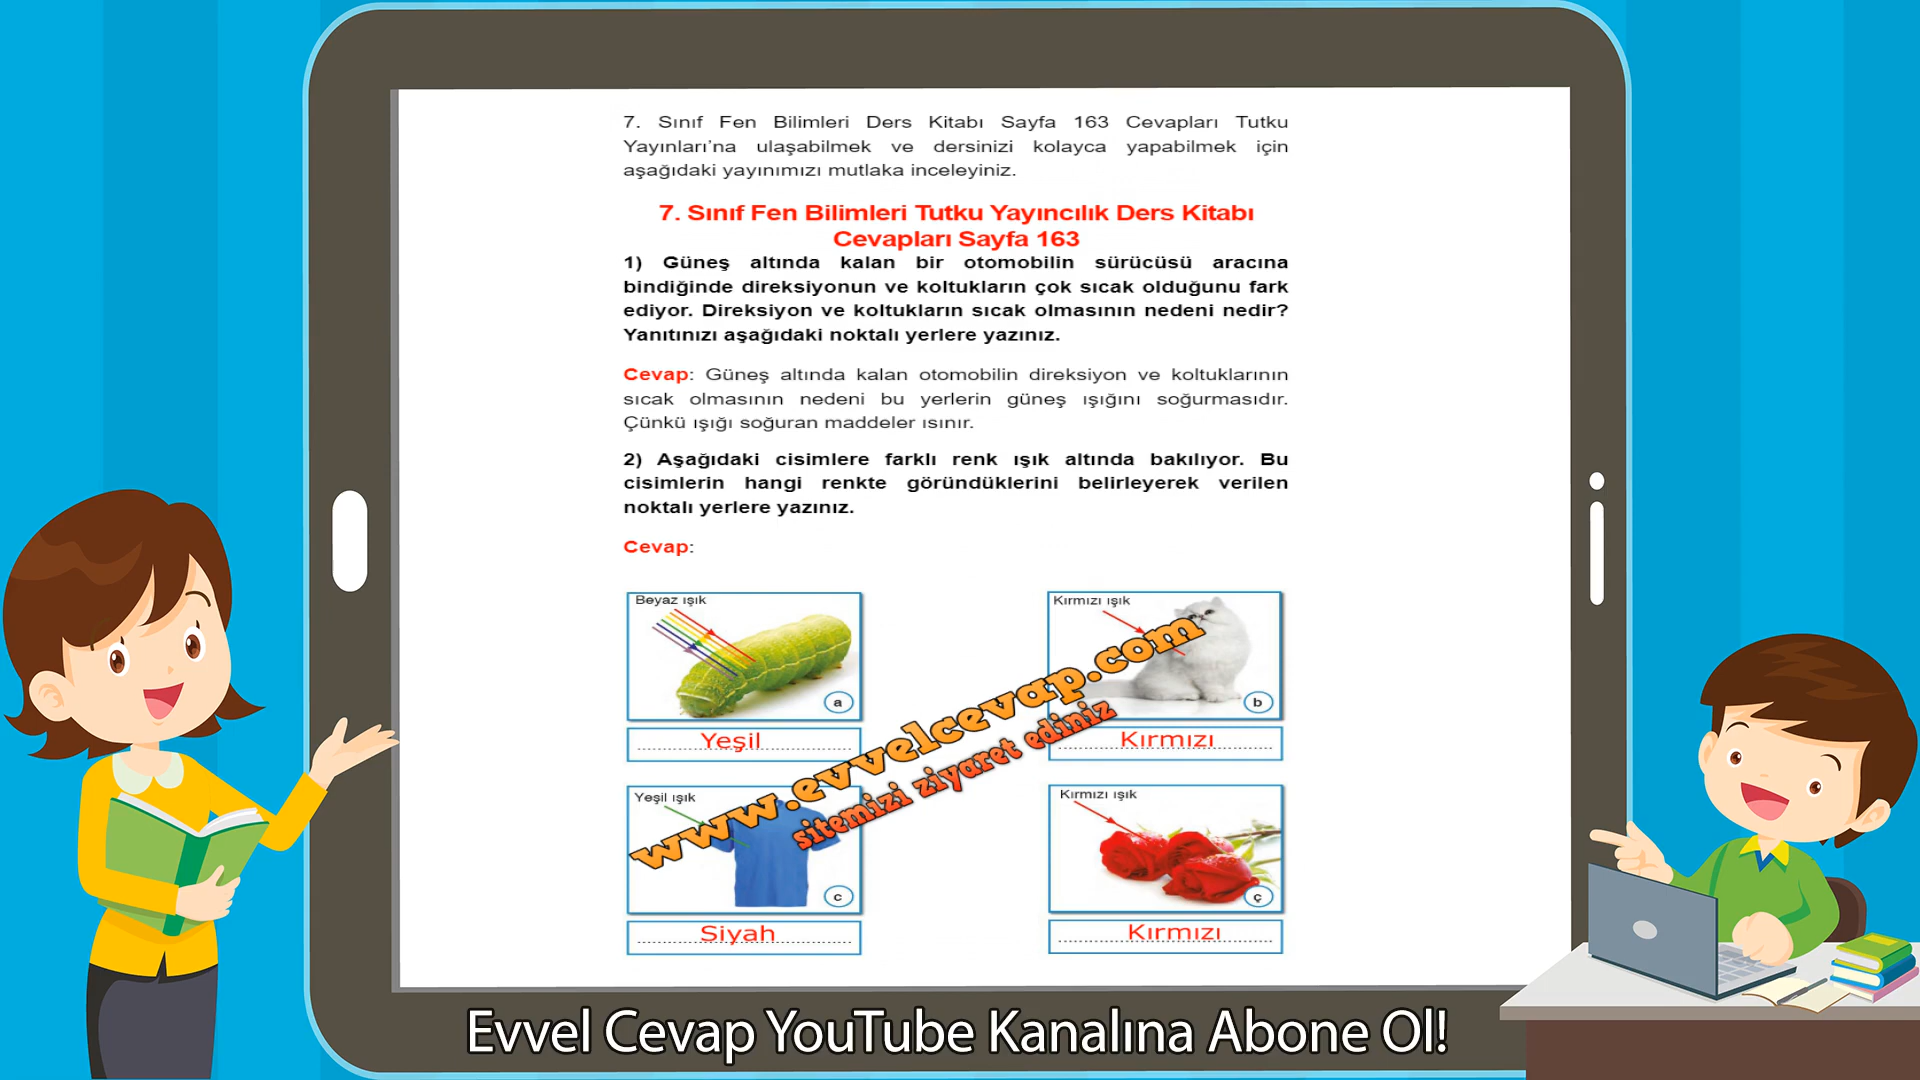 7. Sınıf Fen Bilimleri Ders Kitabı Sayfa 163 Cevapları Tutku
Yayınları'na ulaşabilmek ve dersinizi kolayca yapabilmek için
aşağıdaki yayınımızı mutlaka inceleyiniz.
7. Sınıf Fen Bilimleri Tutku Yayıncılık Ders Kitabı
Cevapları Sayfa 163
1) Güneş altında kalan bir otomobilin sürücüsü aracına
bindiğinde direksiyonun ve koltukların çok sıcak olduğunu fark
ediyor. Direksiyon ve koltukların sıcak olmasının nedeni nedir?
Yanıtınızı aşağıdaki noktalı yerlere yazınız.
Cevap: Güneş altında kalan otomobilin direksiyon ve koltuklarının
sıcak olmasının nedeni bu yerlerin güneş ışığını soğurmasıdır.
Çünkü ışığı soğuran maddeler ısınır.
2) Aşağıdaki cisimlere farklı renk ışık altında bakılıyor. Bu
cisimlerin hangi renkte göründüklerini belirleyerek verilen
noktalı yerlere yazınız.
Cevap:
Beyaz ışık
a
Yeşil
Kırmızı ışık
b
Kırmızı
Yeşil ışık
c
Siyah
Kırmızı ışık
ç
Kırmızı
www.evvelcevap.com
sitemizi ziyaret ediniz
Evvel Cevap YouTube Kanalına Abone Ol!